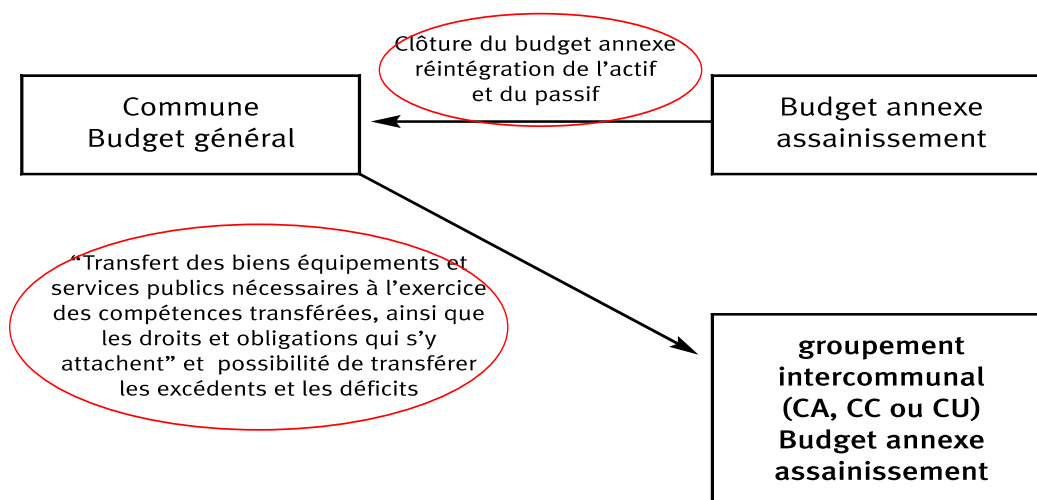 Clôture du budget annexe
réintégration de l'actif
et du passif
Commune
Budget général
Budget annexe
assainissement
“Transfert des biens équipements et
services publics nécessaires à l'exercice
des compétences transférées, ainsi que
les droits et obligations qui s'y
attachent” et possibilité de transférer
les excédents et les déficits
groupement
intercommunal
(CA, CC ou CU)
Budget annexe
assainissement